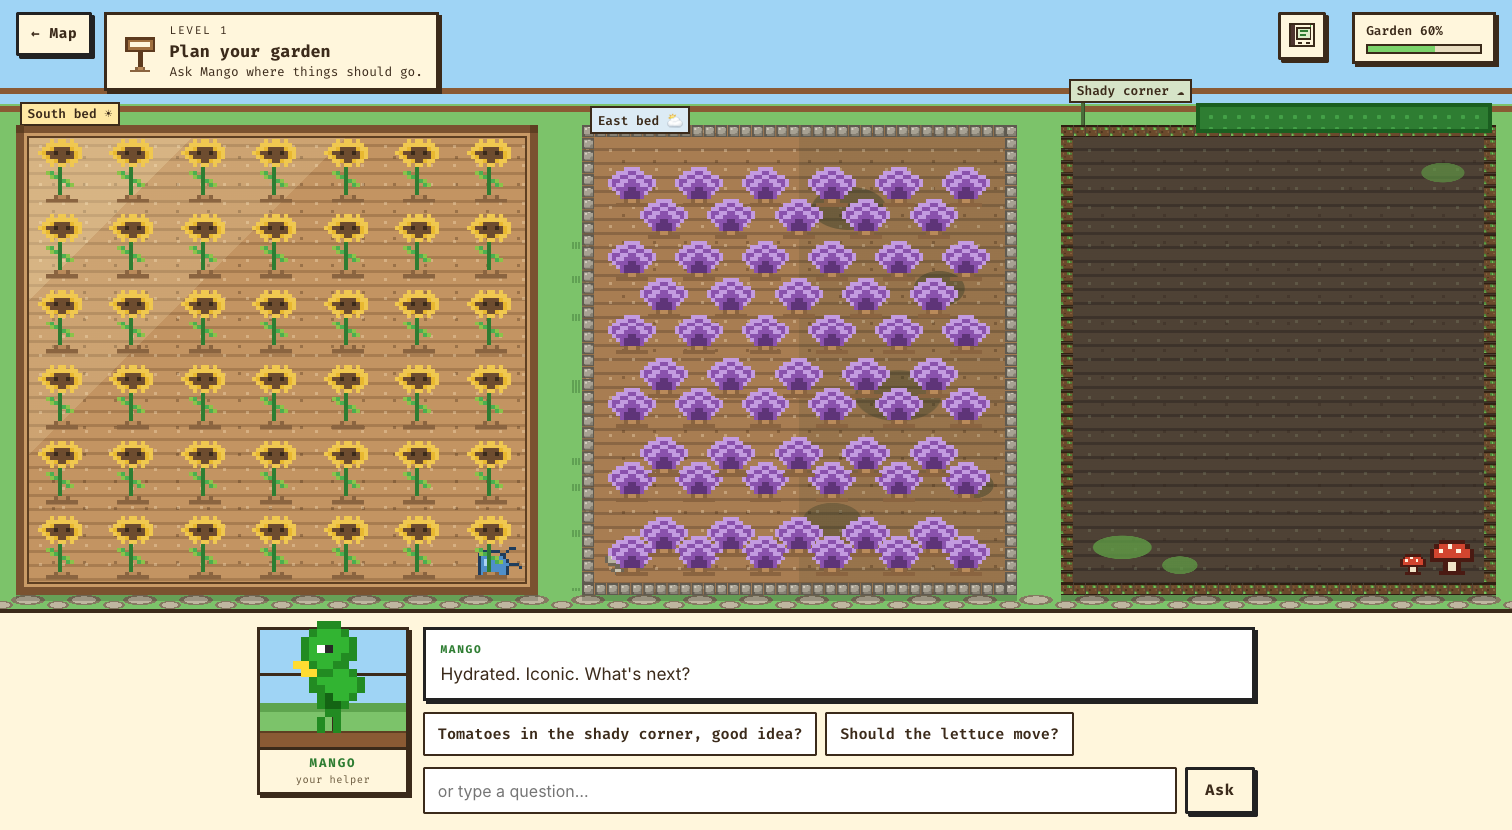 ← Map
LEVEL 1
Plan your garden
Ask Mango where things should go.
Garden 60%
Shady corner ☁
South bed ☀
East bed ⛅
MANGO
Hydrated. Iconic. What's next?
Tomatoes in the shady corner, good idea?
Should the lettuce move?
MANGO
your helper
or type a question...
Ask